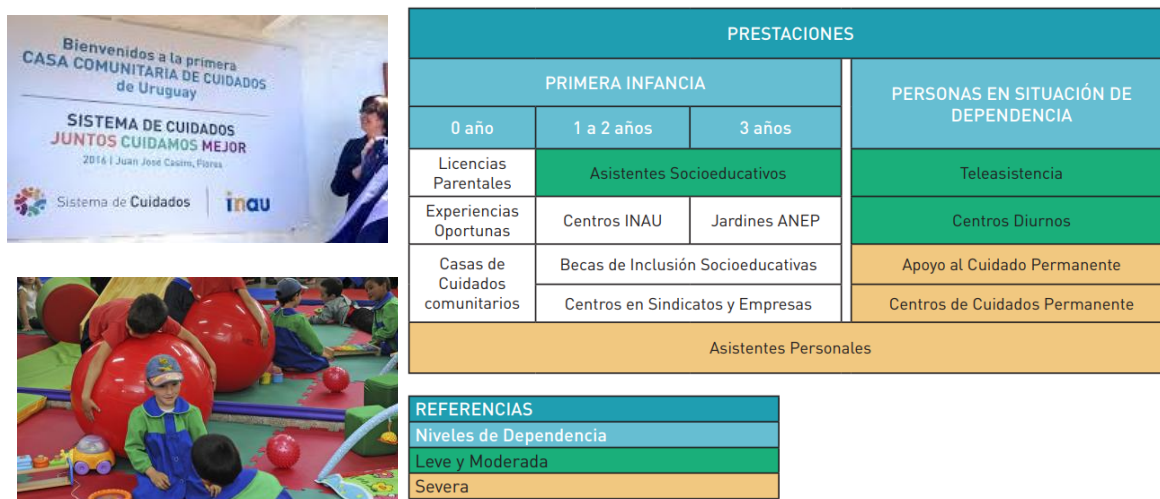 Bienvenidos a la primera
CASA COMUNITARIA DE CUIDADOS
de Uruguay
SISTEMA DE CUIDADOS
JUNTOS CUIDAMOS MEJOR
2016 | Juan José Castro, Flores
Sistema de Cuidados
inau
PRESTACIONES
PRIMERA INFANCIA
PERSONAS EN SITUACIÓN DE
DEPENDENCIA
0 año
1 a 2 años
3 años
Licencias
Parentales
Asistentes Socioeducativos
Teleasistencia
Experiencias
Oportunas
Centros INAU
Jardines ANEP
Centros Diurnos
Casas de
Cuidados
comunitarios
Becas de Inclusión Socioeducativas
Apoyo al Cuidado Permanente
Centros en Sindicatos y Empresas
Centros de Cuidados Permanente
Asistentes Personales
REFERENCIAS
Niveles de Dependencia
Leve y Moderada
Severa